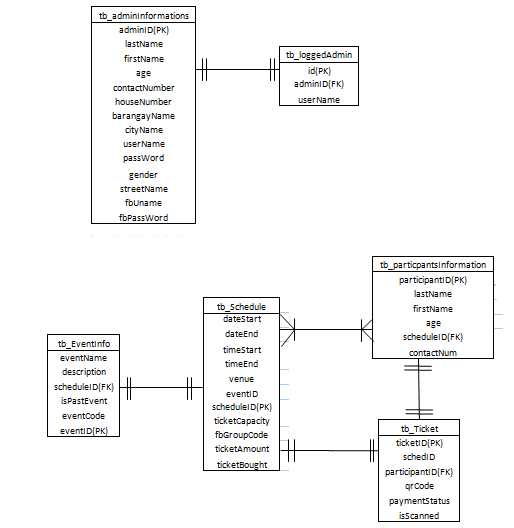 tb_adminInformations
adminID(PK)
lastName
firstName
age
contactNumber
houseNumber
barangayName
cityName
userName
passWord
gender
streetName
fbUname
fbPassWord
tb_loggedAdmin
id(PK)
adminID(FK)
userName
tb_EventInfo
eventName
description
scheduleID(FK)
isPastEvent
eventCode
eventID(PK)
tb_Schedule
dateStart
dateEnd
timeStart
timeEnd
venue
eventID
scheduleID(PK)
ticketCapacity
fbGroupCode
ticketAmount
ticketBought
tb_particpantsInformation
participantID(PK)
lastName
firstName
age
scheduleID(FK)
contactNum
tb_Ticket
ticketID(PK)
schedID
participantID(FK)
qrCode
paymentStatus
isScanned